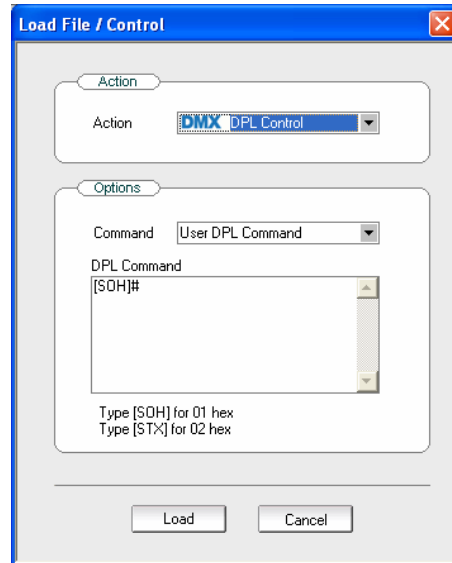 Load File / Control
Action
Action DMX DPL Control
Options
Command User DPL Command
DPL Command
[SOH]#
Type [SOH] for 01 hex
Type [STX] for 02 hex
Load Cancel